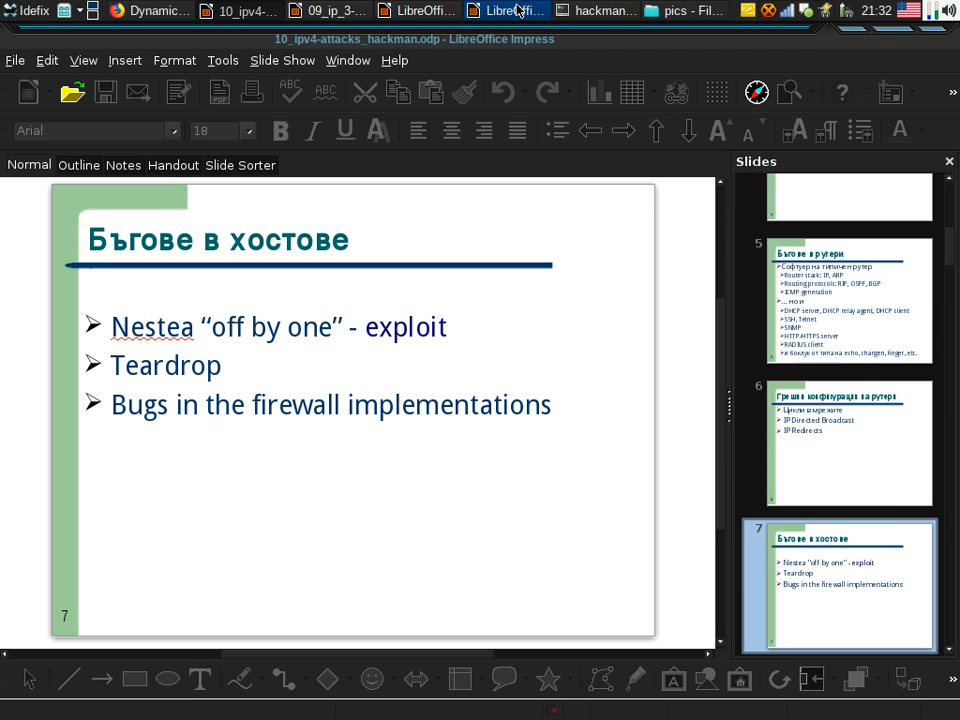 Idefix
Dynamic...
10_ipv4-...
09_ip_3-...
LibreOffi...
LibreOffi...
hackman...
pics - Fil...
21:32
10_ipv4-attacks_hackman.odp - LibreOffice Impress
File Edit View Insert Format Tools Slide Show Window Help
Arial
18
Normal Outline Notes Handout Slide Sorter
Slides
Бъгове в хостове
Nestea “off by one” - exploit
Teardrop
Bugs in the firewall implementations
7
5
Бъгове в рутери
Софтуер на типичен рутер
Router stack: IP, ARP
Routing protocols: RIP, OSPF, BGP
ICMP generation
... но и
DHCP server, DHCP relay agent, DHCP client
SSH, Telnet
SNMP
HTTP/HTTPS server
RADIUS client
и боклук от типа на echo, chargen, finger, etc.
6
Грешна конфигурация на рутери
Цикли в мрежите
IP Directed Broadcast
IP Redirects
7
Бъгове в хостове
Nestea “off by one” - exploit
Teardrop
Bugs in the firewall implementations